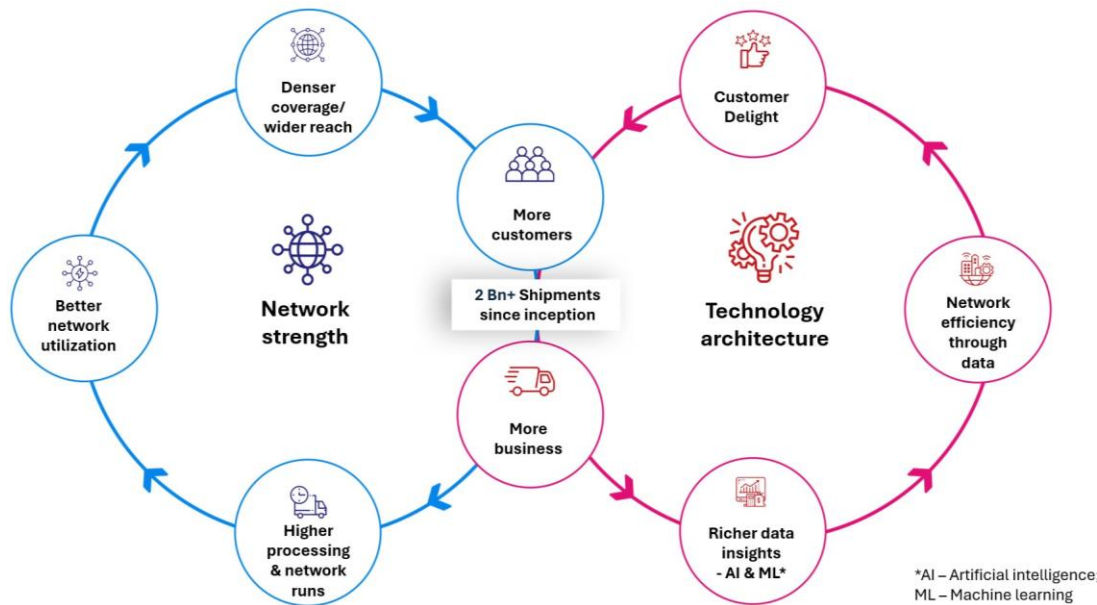 Denser
coverage/
wider reach
Customer
Delight
More
customers
Better
network
utilization
Network
strength
2 Bn+ Shipments
since inception
Technology
architecture
Network
efficiency
through
data
More
business
Higher
processing
& network
runs
Richer data
insights
- AI & ML*
*AI – Artificial intelligence;
ML – Machine learning